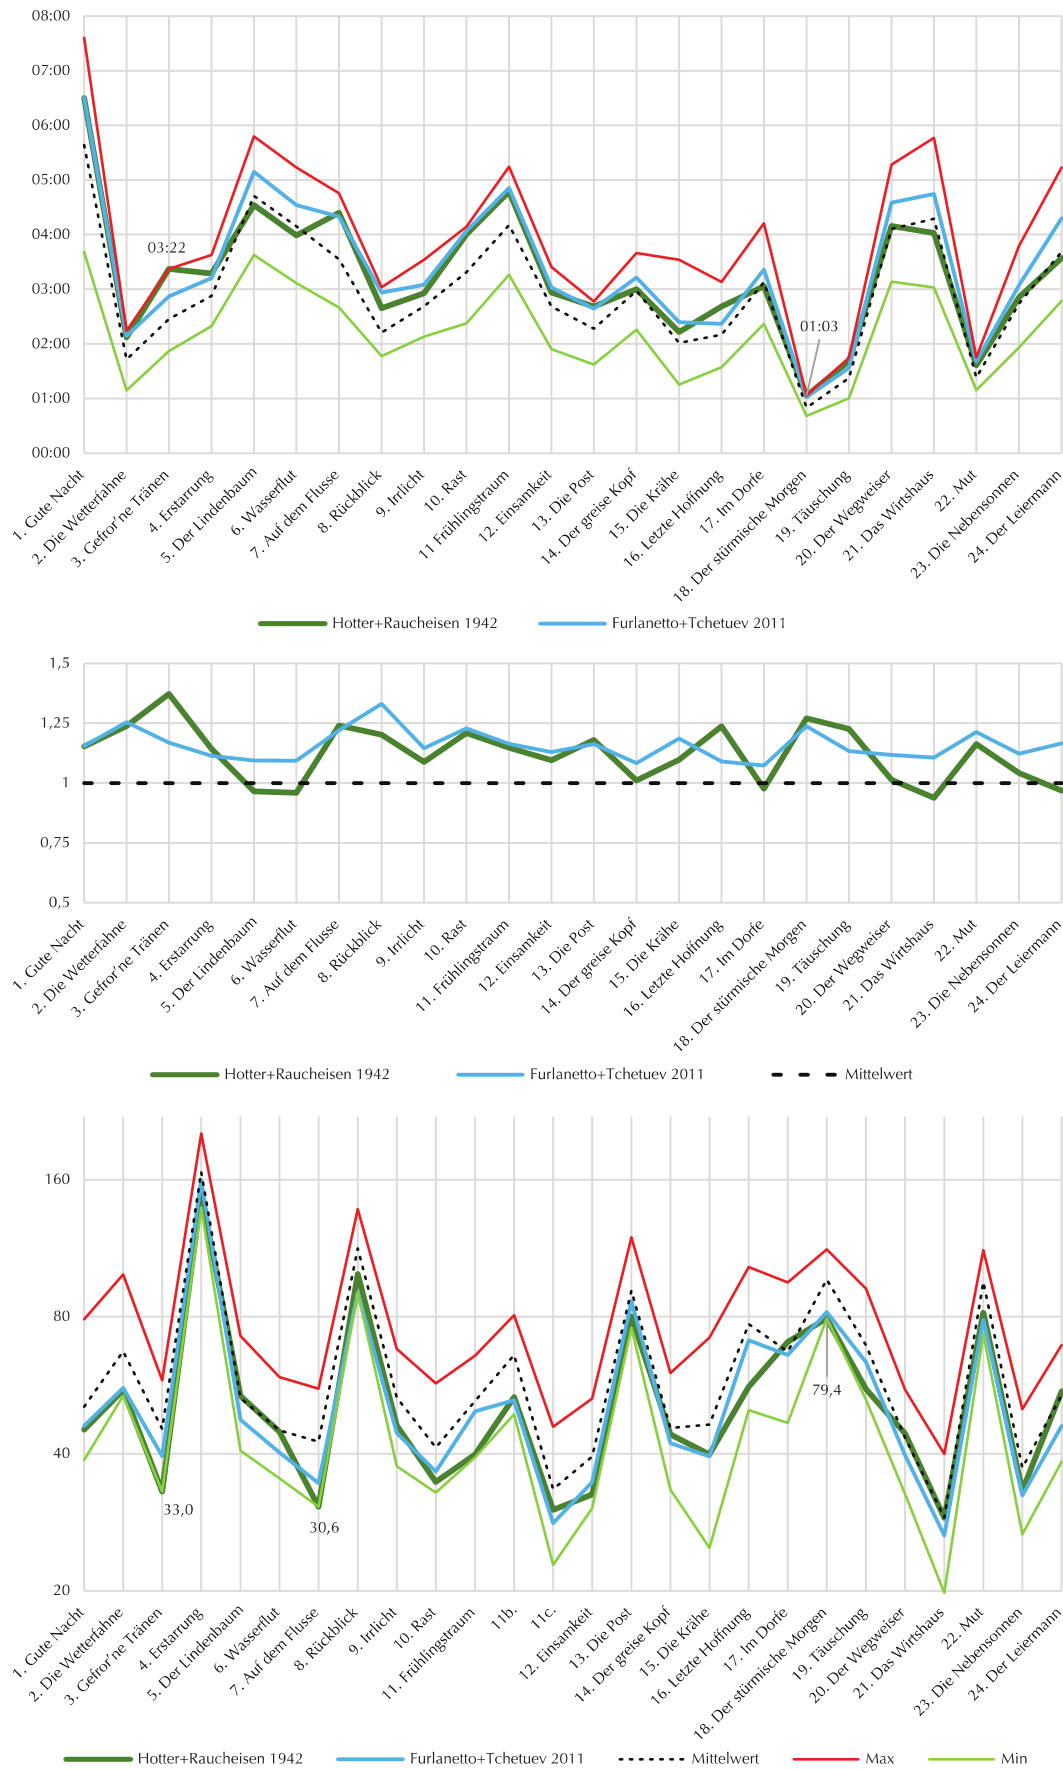 08:00
07:00
06:00
05:00
04:00
03:00
02:00
01:00
00:00
03:22
01:03
1. Gute Nacht
2. Die Wetterfahne
3. Gefror'ne Tränen
4. Erstarrung
5. Der Lindenbaum
6. Wasserflut
7. Auf dem Flusse
8. Rückblick
9. Irrlicht
10. Rast
11 Frühlingstraum
12. Einsamkeit
13. Die Post
14. Der greise Kopf
15. Die Krähe
16. Letzte Hoffnung
17. Im Dorfe
18. Der stürmische Morgen
19. Täuschung
20. Der Wegweiser
21. Das Wirtshaus
22. Mut
23. Die Nebensonnen
24. Der Leiermann
Hotter+Raucheisen 1942
Furlanetto+Tchetuev 2011
1,5
1,25
1
0,75
0,5
1. Gute Nacht
2. Die Wetterfahne
3. Gefror'ne Tränen
4. Erstarrung
5. Der Lindenbaum
6. Wasserflut
7. Auf dem Flusse
8. Rückblick
9. Irrlicht
10. Rast
11. Frühlingstraum
12. Einsamkeit
13. Die Post
14. Der greise Kopf
15. Die Krähe
16. Letzte Hoffnung
17. Im Dorfe
18. Der stürmische Morgen
19. Täuschung
20. Der Wegweiser
21. Das Wirtshaus
22. Mut
23. Die Nebensonnen
24. Der Leiermann
Hotter+Raucheisen 1942
Furlanetto+Tchetuev 2011
Mittelwert
160
80
40
20
33,0
30,6
79,4
1. Gute Nacht
2. Die Wetterfahne
3. Gefror'ne Tränen
4. Erstarrung
5. Der Lindenbaum
6. Wasserflut
7. Auf dem Flusse
8. Rückblick
9. Irrlicht
10. Rast
11. Frühlingstraum
11b.
11c.
12. Einsamkeit
13. Die Post
14. Der greise Kopf
15. Die Krähe
16. Letzte Hoffnung
17. Im Dorfe
18. Der stürmische Morgen
19. Täuschung
20. Der Wegweiser
21. Das Wirtshaus
22. Mut
23. Die Nebensonnen
24. Der Leiermann
Hotter+Raucheisen 1942
Furlanetto+Tchetuev 2011
Mittelwert
Max
Min